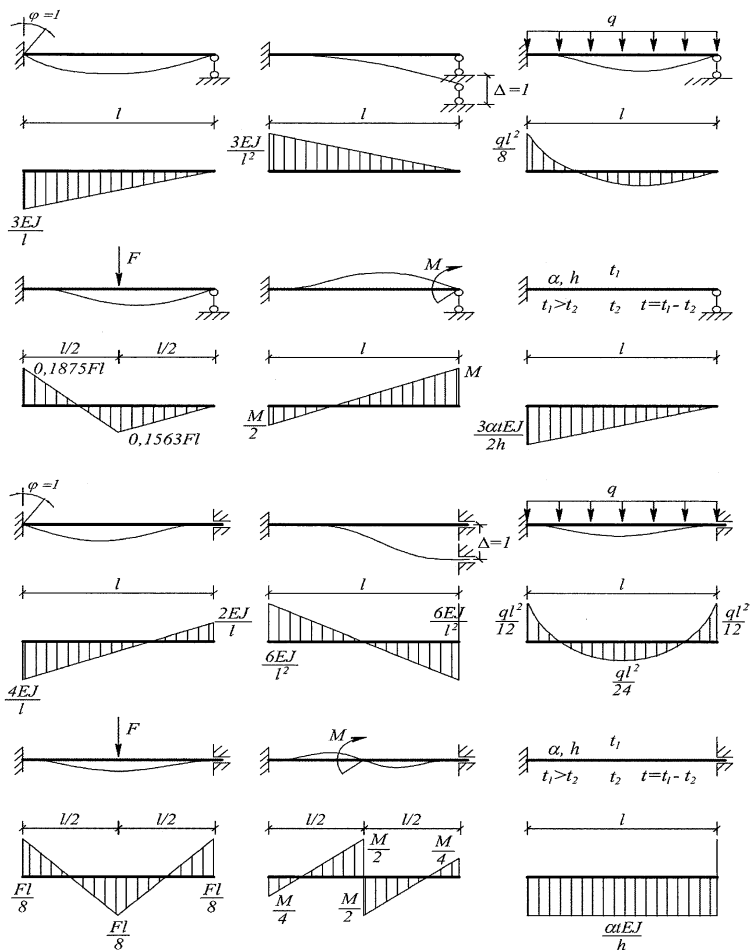 φ=1
q
Δ=1
l
l
l
3EJ/l²
ql²/8
3EJ/l
F
M
α, h t₁
t₁>t₂ t₂ t=t₁-t₂
l/2 l/2
l
l
0,1875Fl
M
M/2
0,1563Fl
3αtEJ/2h
φ=1
q
Δ=1
l
l
l
2EJ/l
6EJ/l²
ql²/12
ql²/12
6EJ/l²
4EJ/l
ql²/24
F
M
α, h t₁
t₁>t₂ t₂ t=t₁-t₂
l/2 l/2
l/2 l/2
l
M/2
M/4
Fl/8
Fl/8
M/4
M/2
Fl/8
αtEJ/h